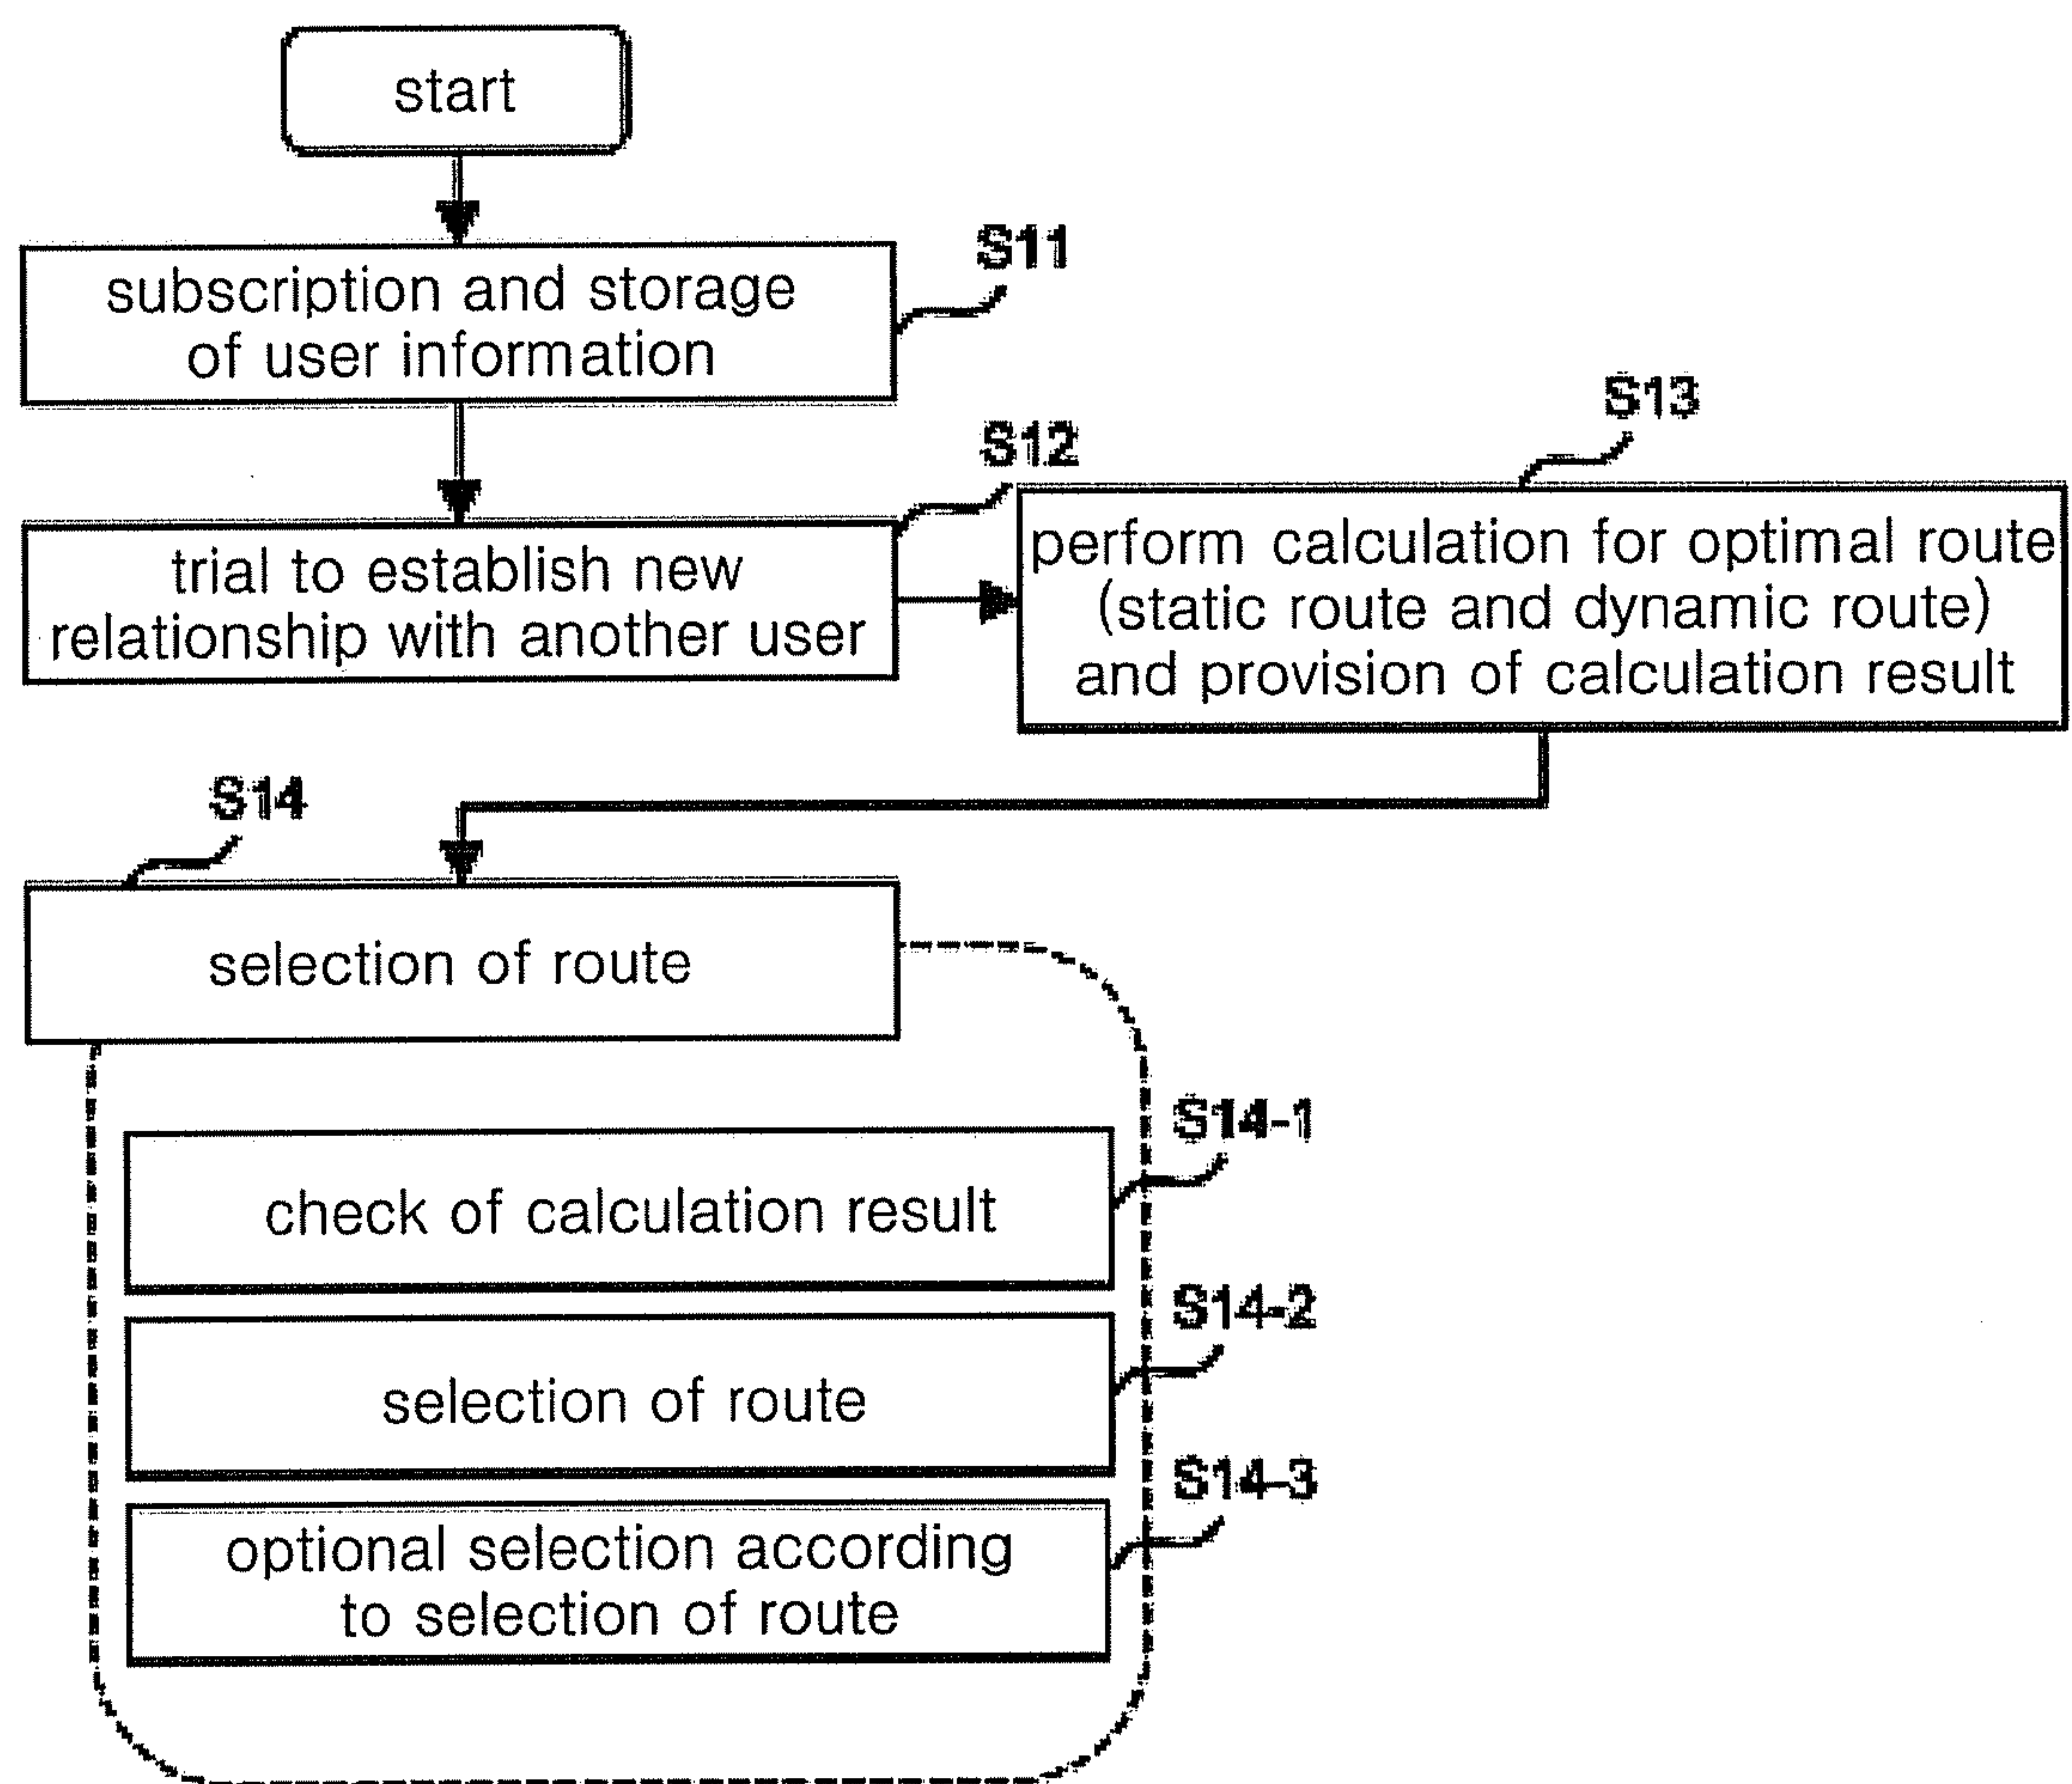 start
S11
subscription and storage
of user information
S12
trial to establish new
relationship with another user
S13
perform calculation for optimal route
(static route and dynamic route)
and provision of calculation result
S14
selection of route
S14-1
check of calculation result
S14-2
selection of route
S14-3
optional selection according
to selection of route